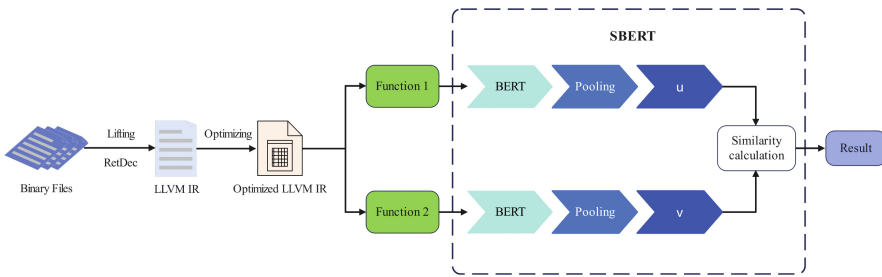 SBERT
Function 1
BERT
Pooling
u
Lifting
RetDec
Optimizing
Binary Files
LLVM IR
Optimized LLVM IR
Similarity
calculation
Result
Function 2
BERT
Pooling
v